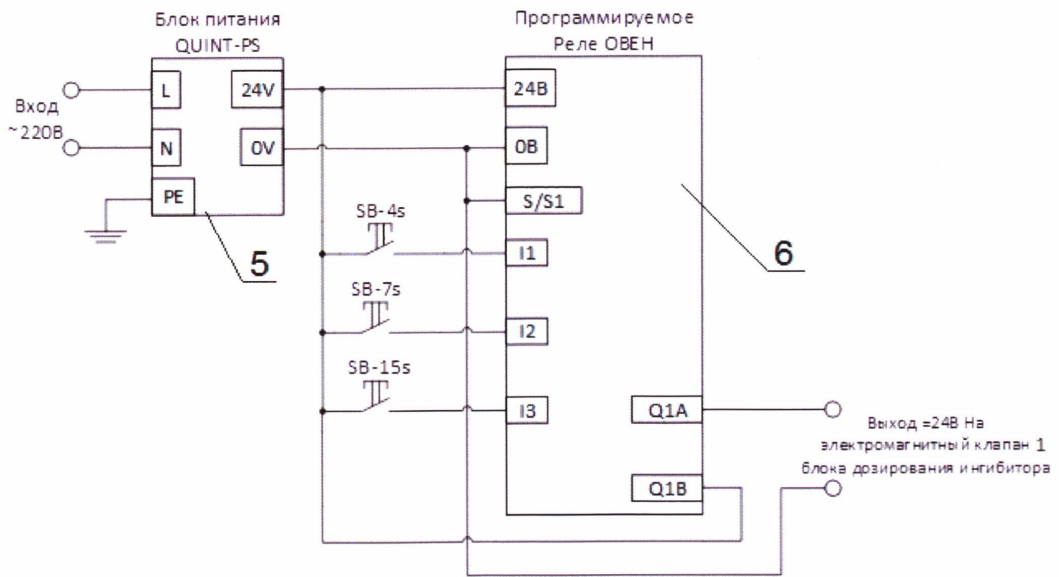 Блок питания
QUINT-PS
Программируемое
Реле ОВЕН
L
24V
24В
Вход
~220В
N
0V
0В
PE
S/S1
SB-4s
5
I1
6
SB-7s
I2
SB-15s
I3
Q1A
Выход =24В На
электромагнитный клапан 1
блока дозирования ингибитора
Q1B